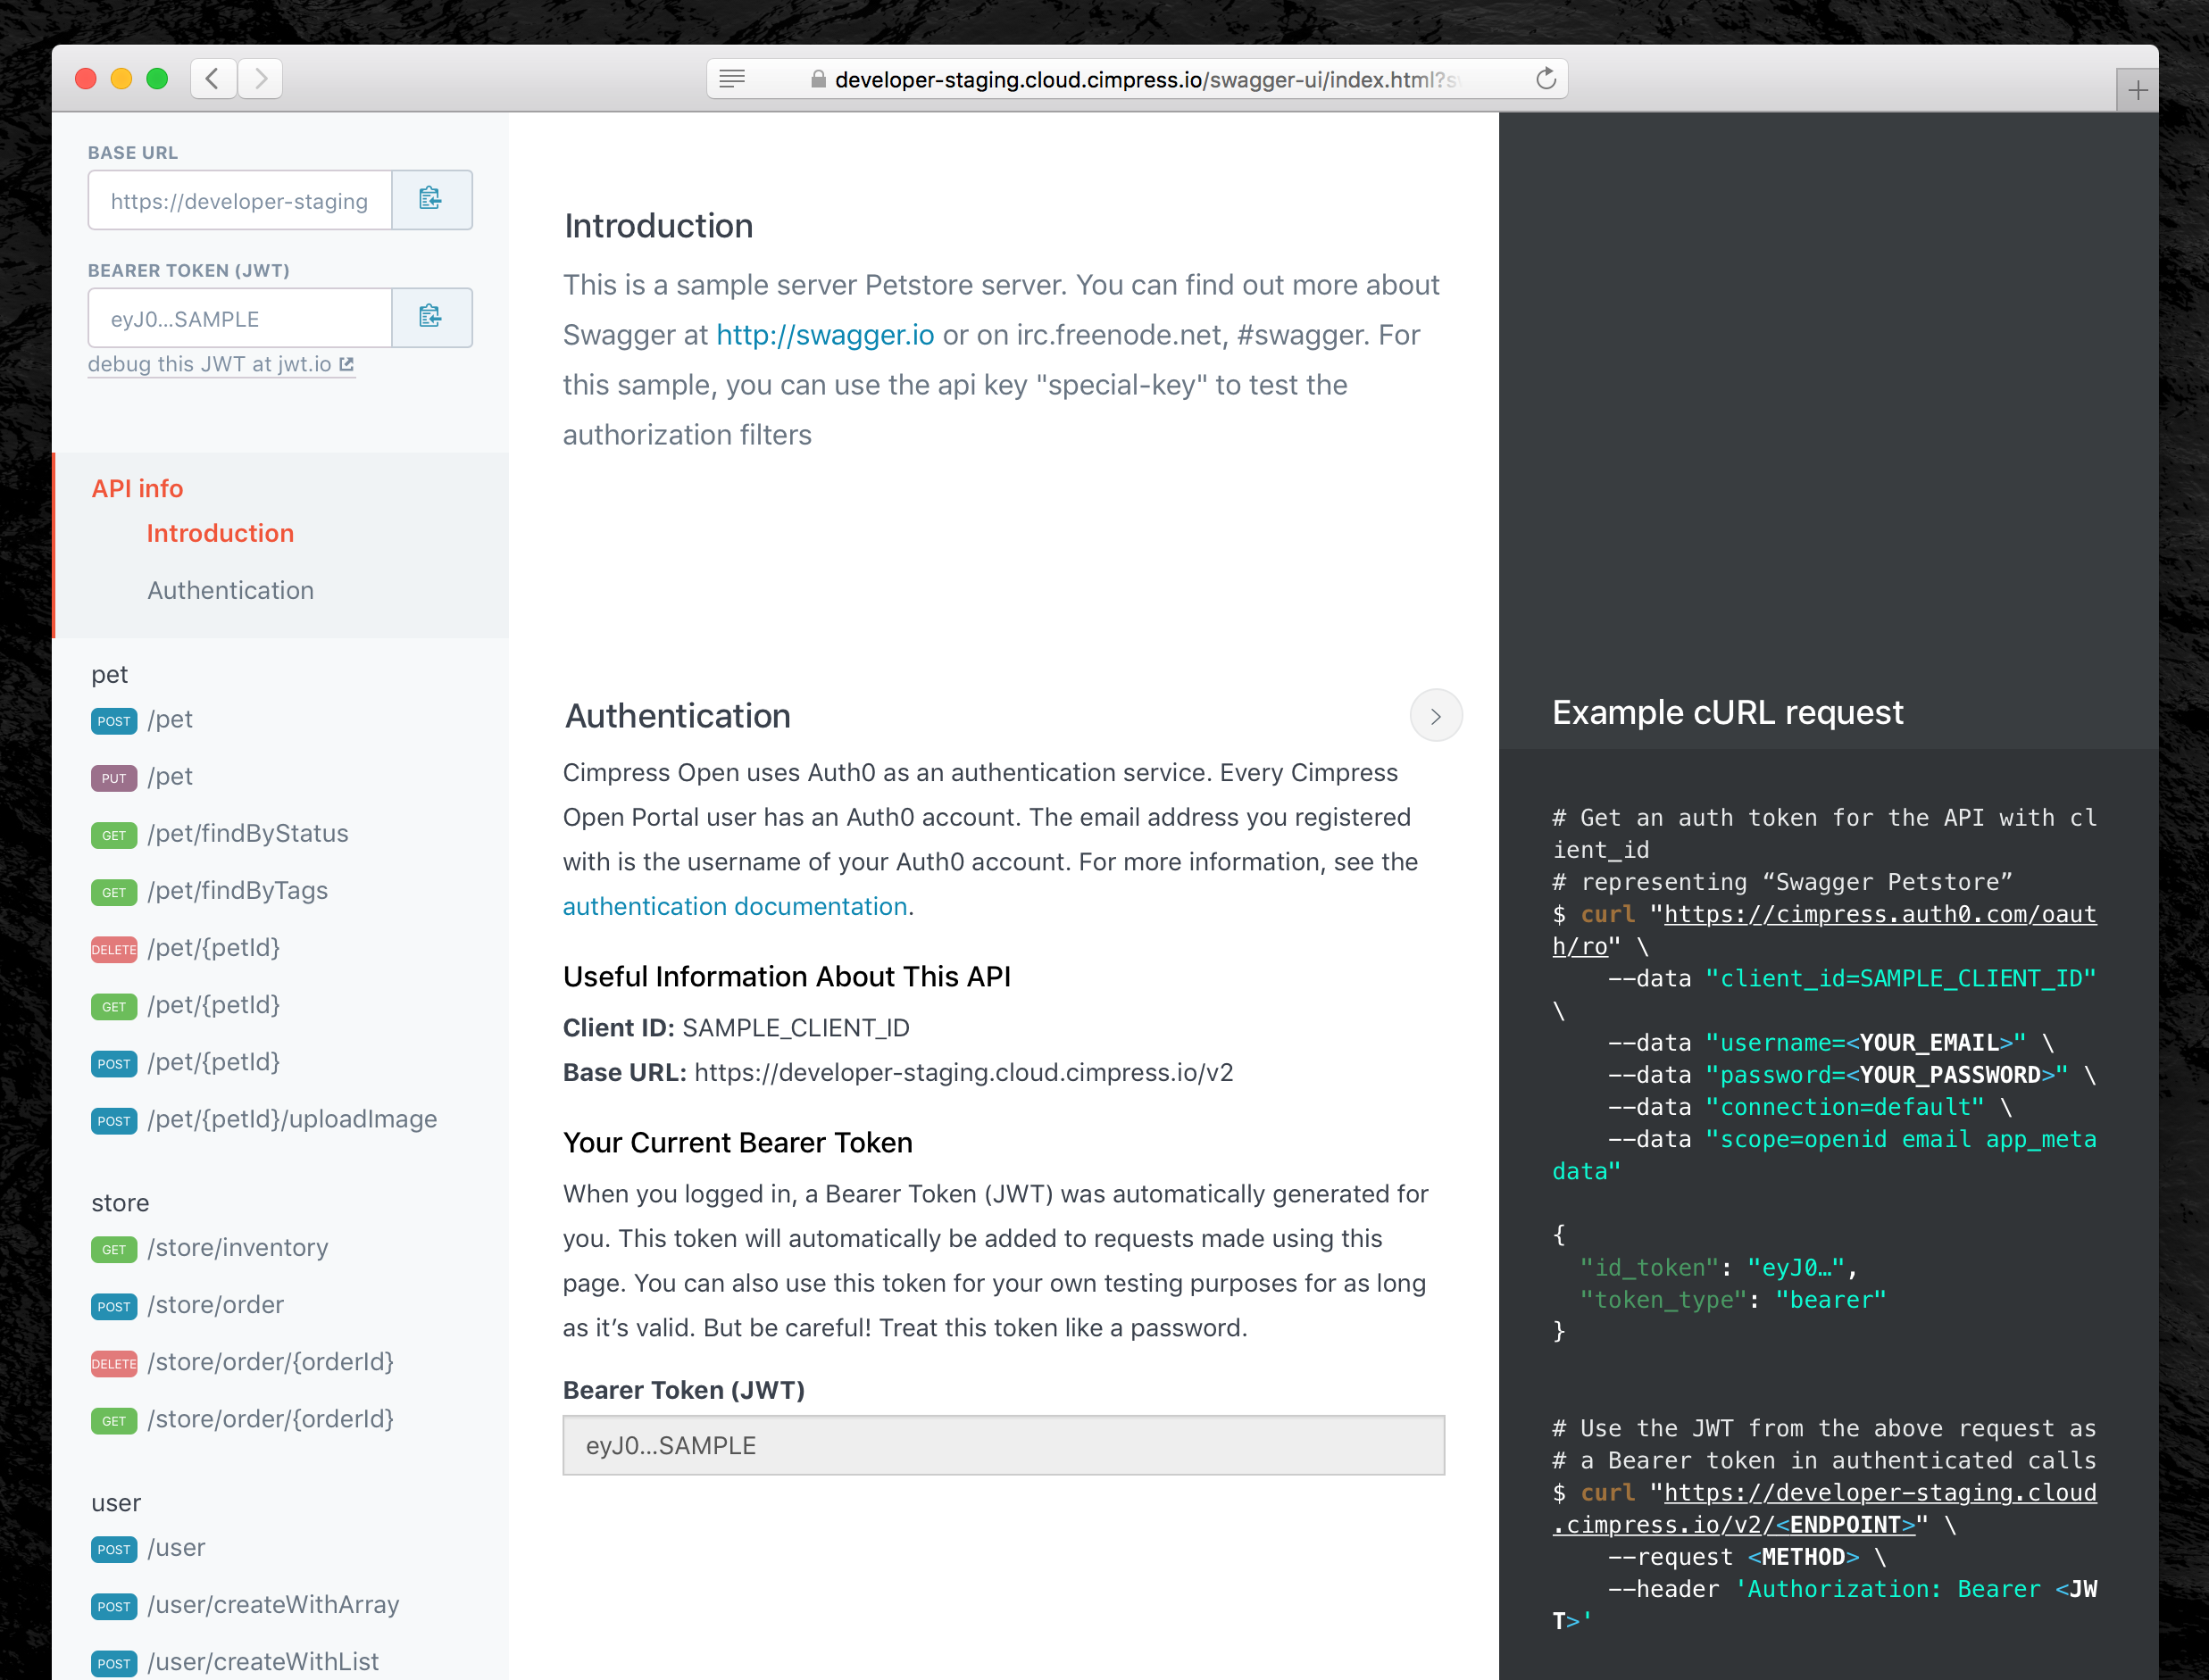 developer-staging.cloud.cimpress.io/swagger-ui/index.html?s
BASE URL
https://developer-staging
BEARER TOKEN (JWT)
eyJ0...SAMPLE
debug this JWT at jwt.io
API info
Introduction
Authentication
pet
POST /pet
PUT /pet
GET /pet/findByStatus
GET /pet/findByTags
DELETE /pet/{petId}
GET /pet/{petId}
POST /pet/{petId}
POST /pet/{petId}/uploadImage
store
GET /store/inventory
POST /store/order
DELETE /store/order/{orderId}
GET /store/order/{orderId}
user
POST /user
POST /user/createWithArray
POST /user/createWithList
Introduction
This is a sample server Petstore server. You can find out more about
Swagger at http://swagger.io or on irc.freenode.net, #swagger. For
this sample, you can use the api key "special-key" to test the
authorization filters
Authentication
Cimpress Open uses Auth0 as an authentication service. Every Cimpress
Open Portal user has an Auth0 account. The email address you registered
with is the username of your Auth0 account. For more information, see the
authentication documentation.
Useful Information About This API
Client ID: SAMPLE_CLIENT_ID
Base URL: https://developer-staging.cloud.cimpress.io/v2
Your Current Bearer Token
When you logged in, a Bearer Token (JWT) was automatically generated for
you. This token will automatically be added to requests made using this
page. You can also use this token for your own testing purposes for as long
as it’s valid. But be careful! Treat this token like a password.
Bearer Token (JWT)
eyJ0...SAMPLE
Example cURL request
# Get an auth token for the API with cl
ient_id
# representing “Swagger Petstore”
$ curl "https://cimpress.auth0.com/oaut
h/ro" \
--data "client_id=SAMPLE_CLIENT_ID"
\
--data "username=<YOUR_EMAIL>" \
--data "password=<YOUR_PASSWORD>" \
--data "connection=default" \
--data "scope=openid email app_meta
data"
{
"id_token": "eyJ0…",
"token_type": "bearer"
}
# Use the JWT from the above request as
# a Bearer token in authenticated calls
$ curl "https://developer-staging.cloud
.cimpress.io/v2/<ENDPOINT>" \
--request <METHOD> \
--header 'Authorization: Bearer <JW
T>'